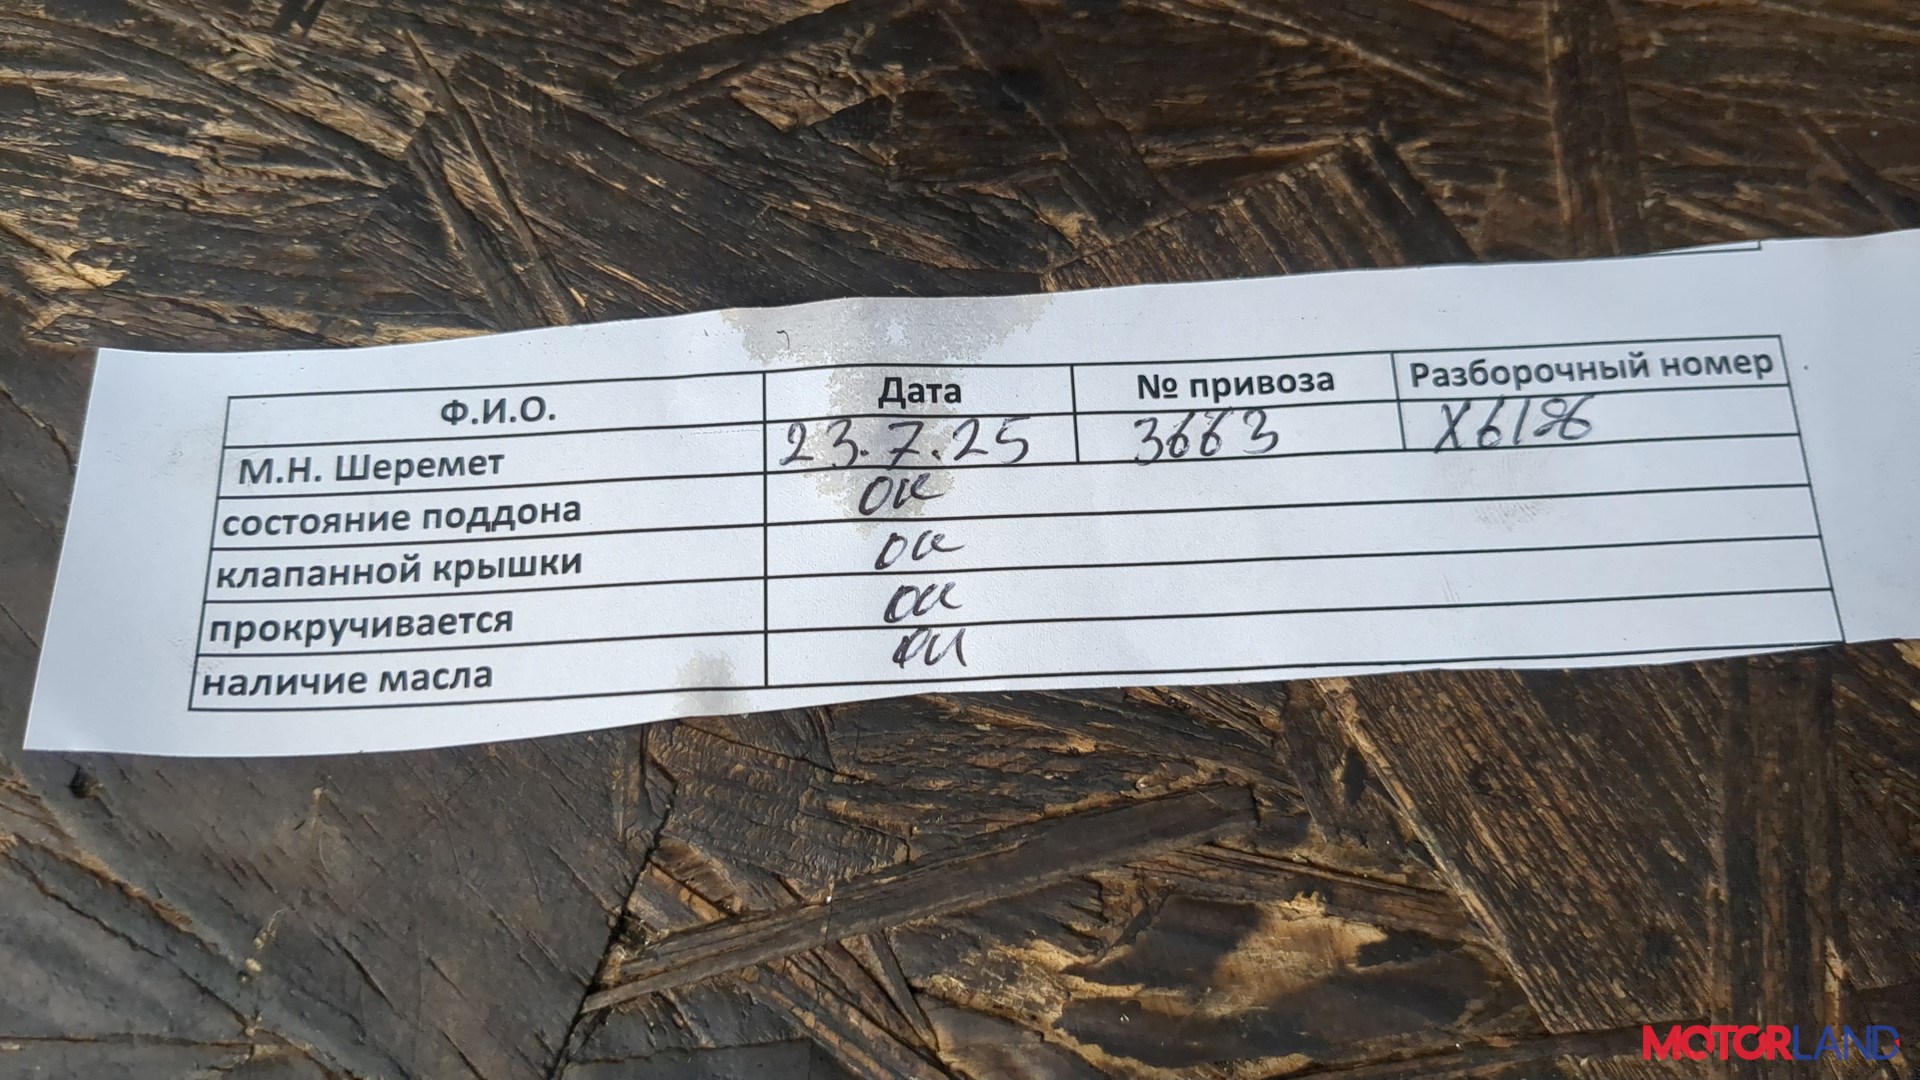 Ф.И.О. Дата № привоза Разборочный номер
М.Н. Шеремет 23.7.25 3663 X6186
состояние поддона ок
клапанной крышки ок
прокручивается ок
наличие масла ок
MOTORLAND